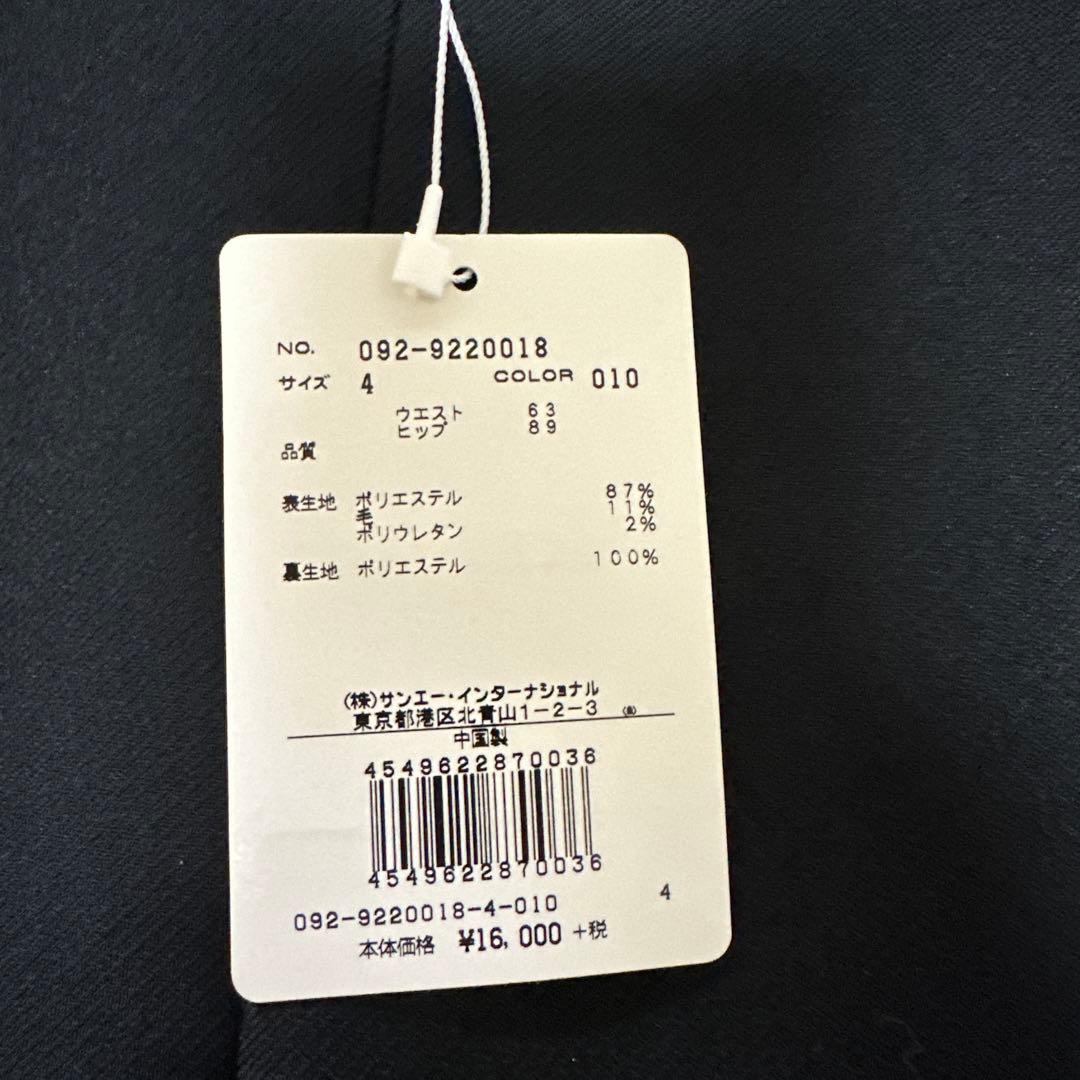 NO. 092-9220018
サイズ 4 COLOR 010
ウエスト 63
ヒップ 89
品質
表生地 ポリエステル 87%
毛 11%
ポリウレタン 2%
裏生地 ポリエステル 100%
(株)サンエー・インターナショナル
東京都港区北青山1-2-3
中国製
4549622870036
4549622870036
092-9220018-4-010 4
本体価格 ¥16,000 +税